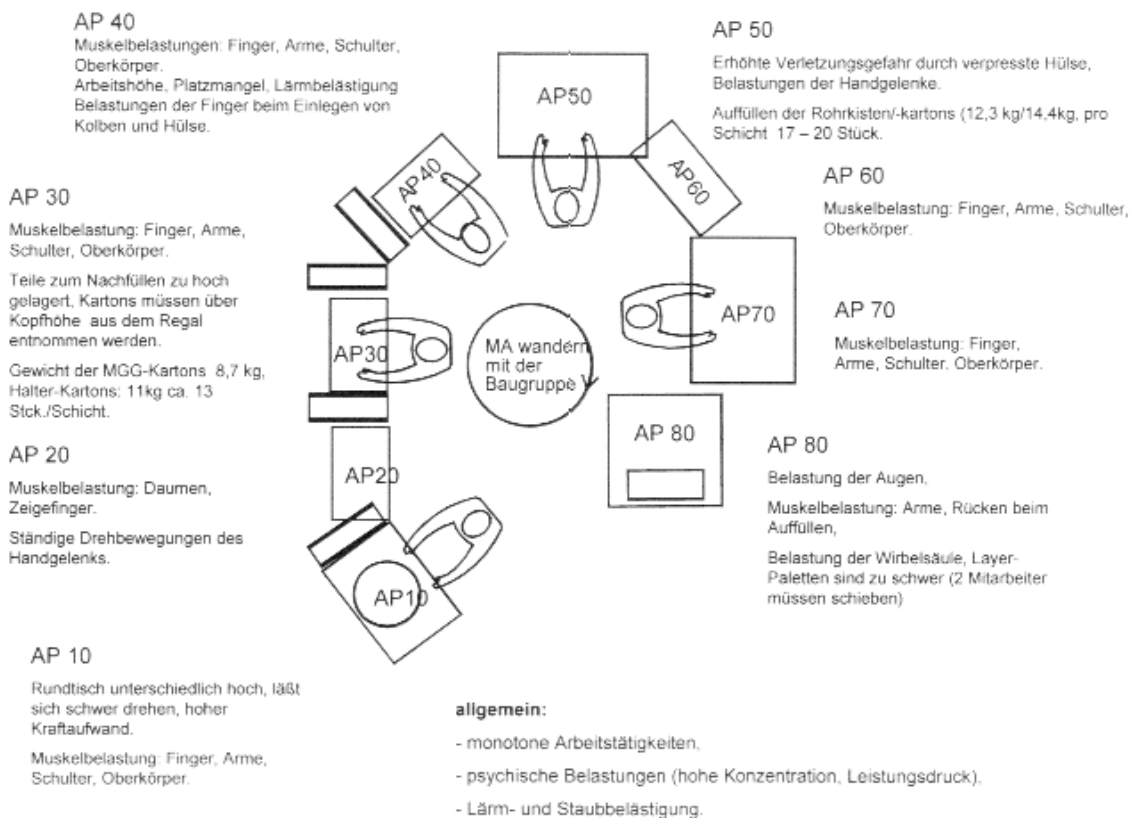 AP 40
Muskelbelastungen: Finger, Arme, Schulter,
Oberkörper.
Arbeitshöhe, Platzmangel, Lärmbelästigung
Belastungen der Finger beim Einlegen von
Kolben und Hülse.
AP 50
Erhöhte Verletzungsgefahr durch verpresste Hülse,
Belastungen der Handgelenke.
Auffüllen der Rohrkisten/-kartons (12,3 kg/14,4kg, pro
Schicht 17 – 20 Stück.
AP50
AP40
AP60
AP 30
Muskelbelastung: Finger, Arme,
Schulter, Oberkörper.
Teile zum Nachfüllen zu hoch
gelagert, Kartons müssen über
Kopfhöhe aus dem Regal
entnommen werden.
Gewicht der MGG-Kartons 8,7 kg,
Halter-Kartons: 11kg ca. 13
Stck./Schicht.
AP 60
Muskelbelastung: Finger, Arme, Schulter,
Oberkörper.
AP30
MA wandern
mit der
Baugruppe
AP70
AP 70
Muskelbelastung: Finger,
Arme, Schulter, Oberkörper.
AP 20
Muskelbelastung: Daumen,
Zeigefinger.
Ständige Drehbewegungen des
Handgelenks.
AP20
AP 80
AP 80
Belastung der Augen,
Muskelbelastung: Arme, Rücken beim
Auffüllen,
Belastung der Wirbelsäule, Layer-
Paletten sind zu schwer (2 Mitarbeiter
müssen schieben)
AP10
AP 10
Rundtisch unterschiedlich hoch, läßt
sich schwer drehen, hoher
Kraftaufwand.
Muskelbelastung: Finger, Arme,
Schulter, Oberkörper.
allgemein:
- monotone Arbeitstätigkeiten,
- psychische Belastungen (hohe Konzentration, Leistungsdruck),
- Lärm- und Staubbelästigung.